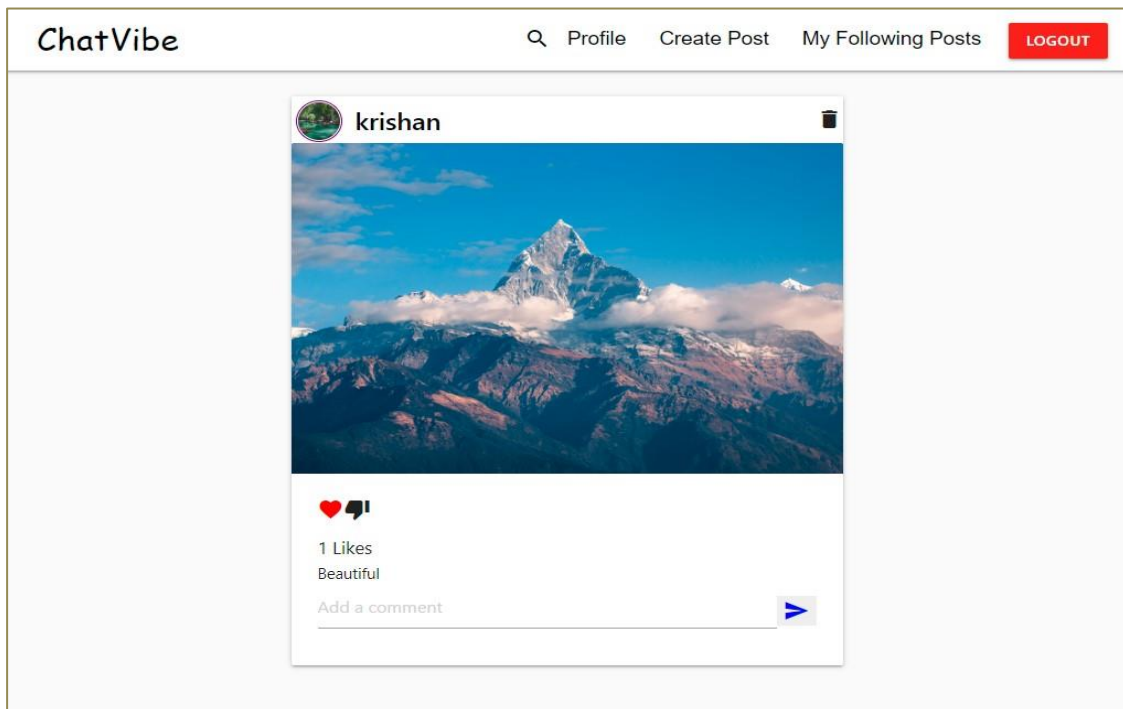 ChatVibe
Profile Create Post My Following Posts LOGOUT
krishan
1 Likes
Beautiful
Add a comment